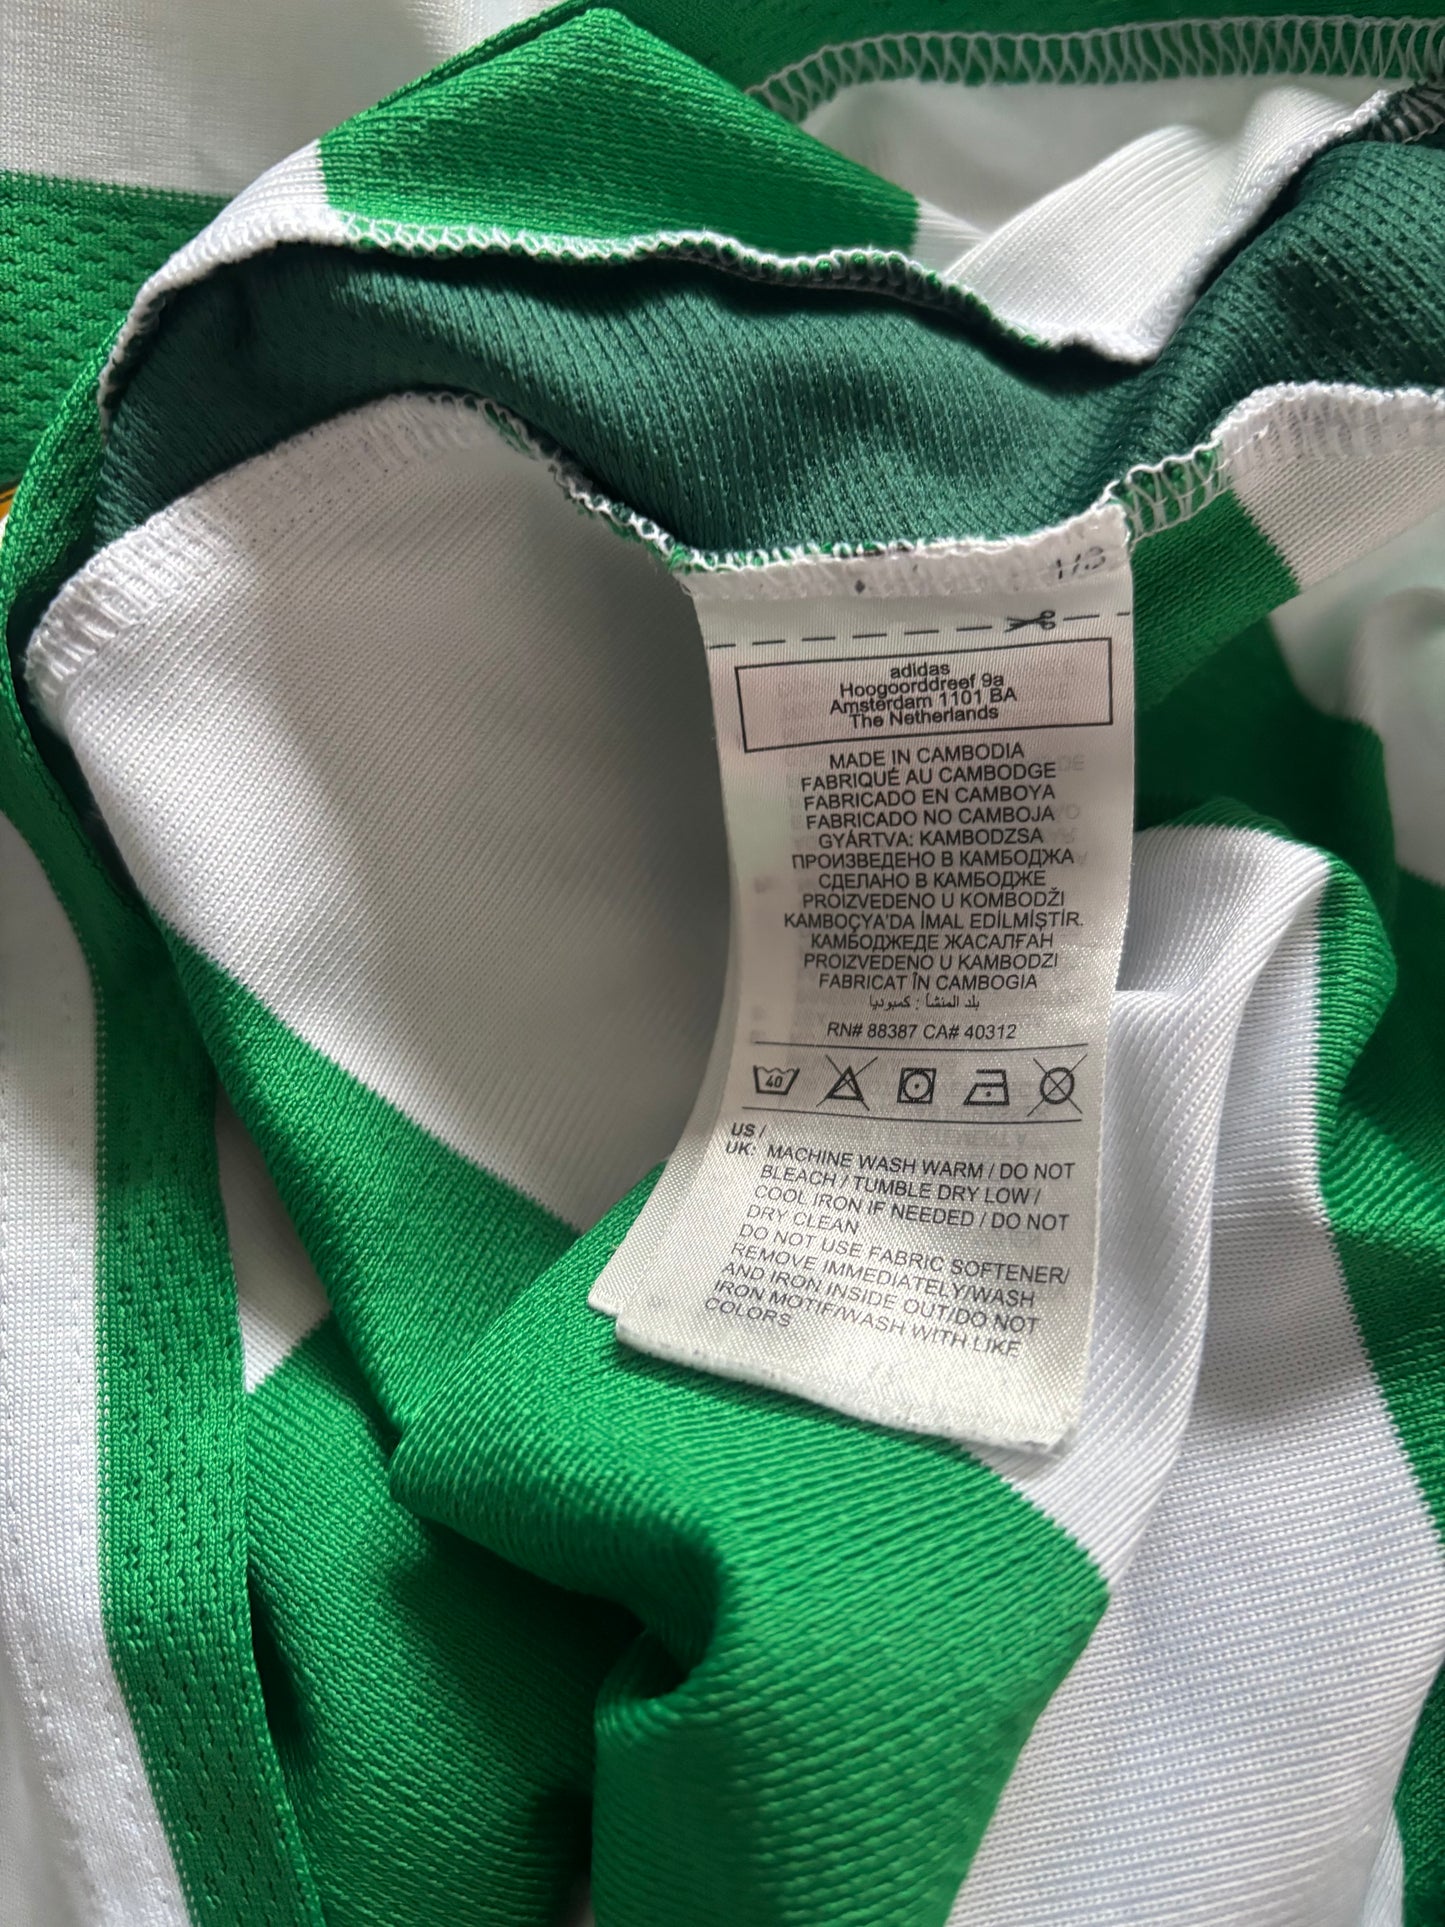 1/3
adidas
Hoogoorddreef 9a
Amsterdam 1101 BA
The Netherlands
MADE IN CAMBODIA
FABRIQUÉ AU CAMBODGE
FABRICADO EN CAMBOYA
FABRICADO NO CAMBOJA
GYÁRTVA: KAMBODZSA
ПРОИЗВЕДЕНО В КАМБОДЖА
СДЕЛАНО В КАМБОДЖЕ
PROIZVEDENO U KOMBODŽI
KAMBOÇYA'DA İMAL EDİLMİŞTİR.
КАМБОДЖЕДЕ ЖАСАЛҒАН
PROIZVEDENO U KAMBODZI
FABRICAT ÎN CAMBOGIA
بلد المنشأ : كمبوديا
RN# 88387 CA# 40312
40
US /
UK: MACHINE WASH WARM / DO NOT
BLEACH / TUMBLE DRY LOW /
COOL IRON IF NEEDED / DO NOT
DRY CLEAN
DO NOT USE FABRIC SOFTENER/
REMOVE IMMEDIATELY/WASH
AND IRON INSIDE OUT/DO NOT
IRON MOTIF/WASH WITH LIKE
COLORS